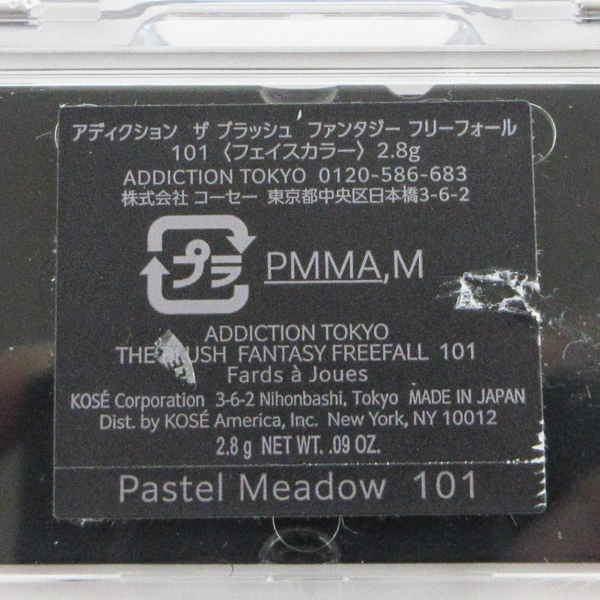 アディクション ザ ブラッシュ ファンタジー フリーフォール
101〈フェイスカラー〉2.8g
ADDICTION TOKYO 0120-586-683
株式会社 コーセー 東京都中央区日本橋3-6-2
プラ PMMA,M
ADDICTION TOKYO
THE BLUSH FANTASY FREEFALL 101
Fards à Joues
KOSÉ Corporation 3-6-2 Nihonbashi, Tokyo MADE IN JAPAN
Dist. by KOSÉ America, Inc. New York, NY 10012
2.8 g NET WT. .09 OZ.
Pastel Meadow 101